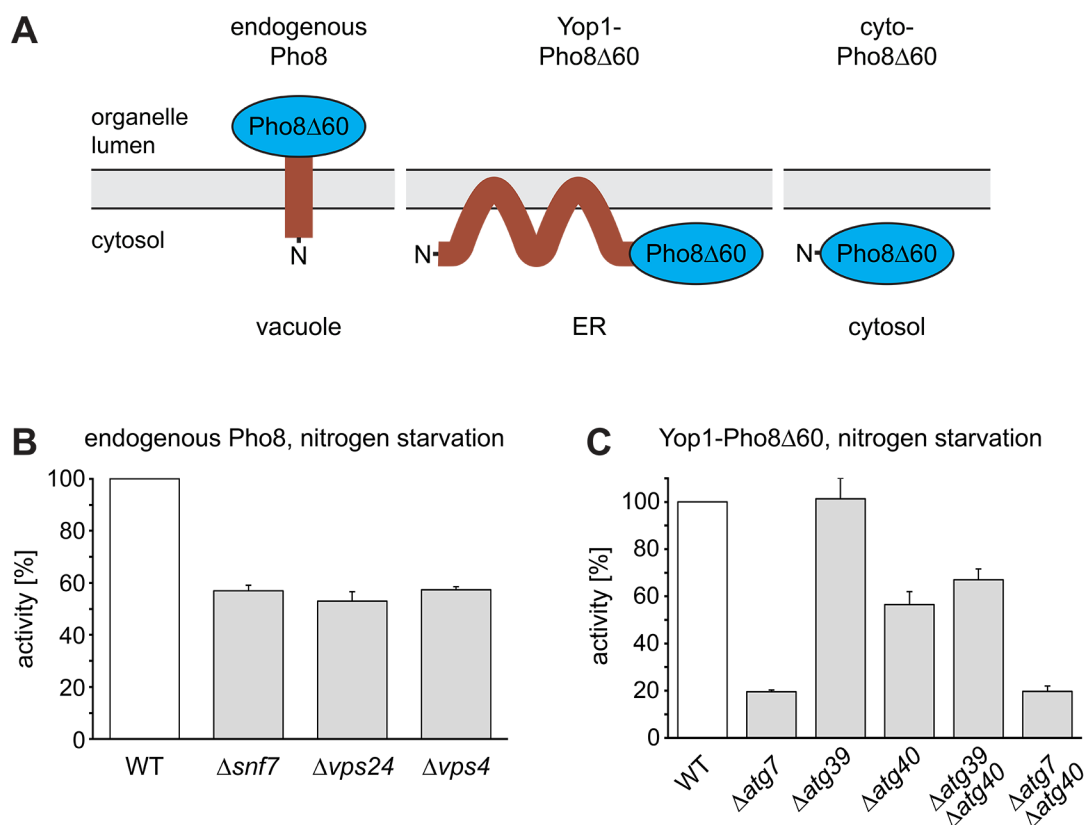 A
endogenous
Pho8
Yop1-
Pho8Δ60
cyto-
Pho8Δ60
organelle
lumen
Pho8Δ60
cytosol
N
N
Pho8Δ60
N
Pho8Δ60
vacuole
ER
cytosol
B
endogenous Pho8, nitrogen starvation
activity [%]
100
80
60
40
20
0
WT
Δsnf7
Δvps24
Δvps4
C
Yop1-Pho8Δ60, nitrogen starvation
activity [%]
100
80
60
40
20
0
WT
Δatg7
Δatg39
Δatg40
Δatg39
Δatg40
Δatg7
Δatg40